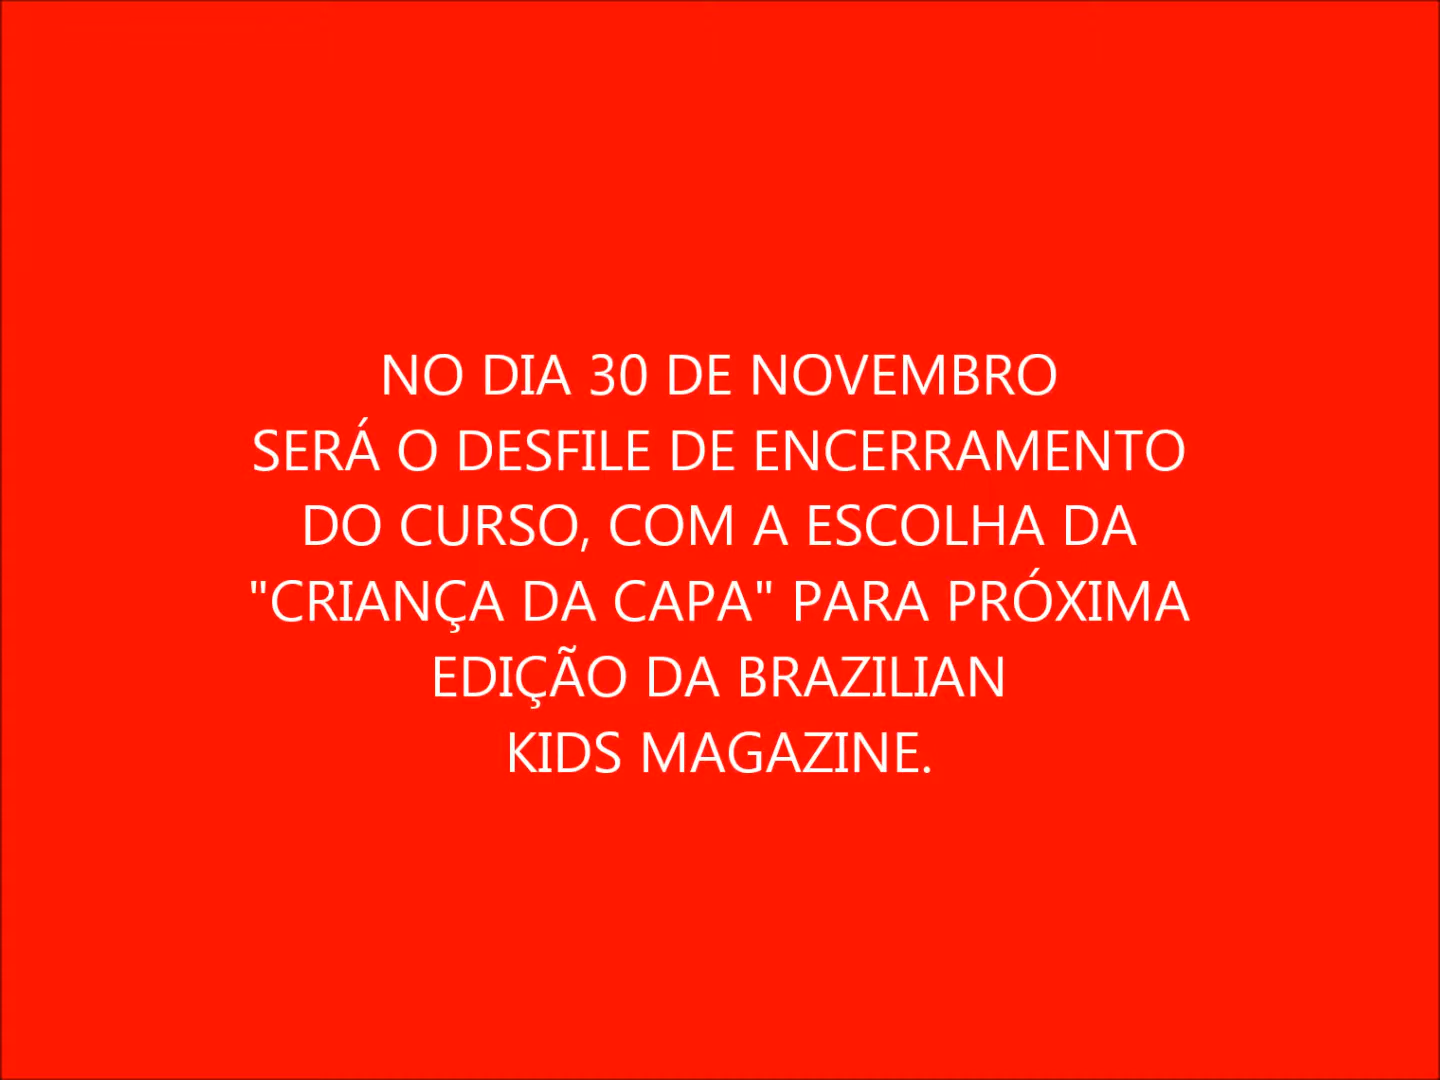 NO DIA 30 DE NOVEMBRO
SERÁ O DESFILE DE ENCERRAMENTO
DO CURSO, COM A ESCOLHA DA
"CRIANÇA DA CAPA" PARA PRÓXIMA
EDIÇÃO DA BRAZILIAN
KIDS MAGAZINE.